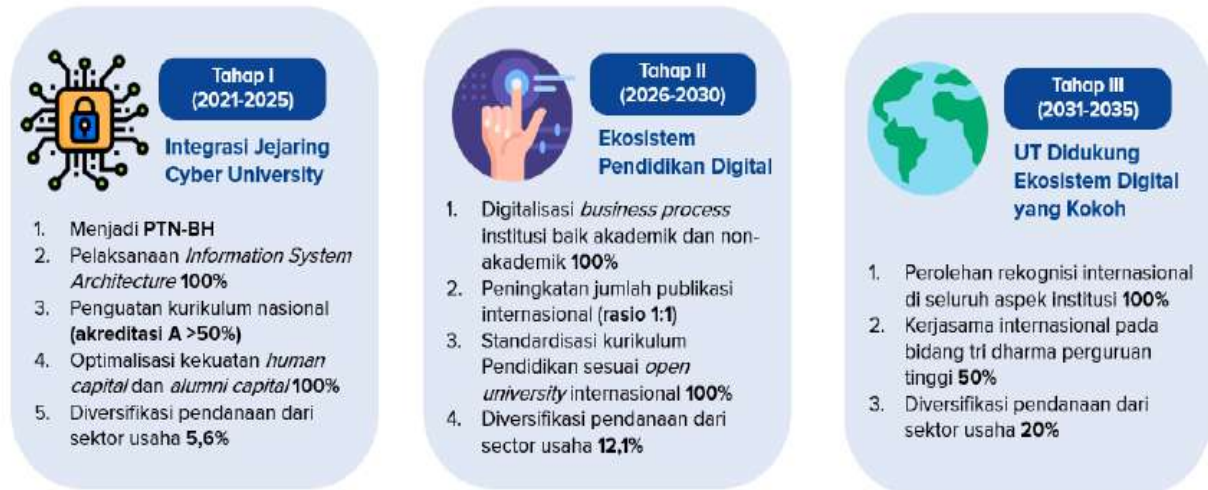 Tahap I
(2021-2025)
Integrasi Jejaring
Cyber University
1. Menjadi PTN-BH
2. Pelaksanaan Information System
Architecture 100%
3. Penguatan kurikulum nasional
(akreditasi A >50%)
4. Optimalisasi kekuatan human
capital dan alumni capital 100%
5. Diversifikasi pendanaan dari
sektor usaha 5,6%
Tahap II
(2026-2030)
Ekosistem
Pendidikan Digital
1. Digitalisasi business process
institusi baik akademik dan non-
akademik 100%
2. Peningkatan jumlah publikasi
internasional (rasio 1:1)
3. Standardisasi kurikulum
Pendidikan sesuai open
university internasional 100%
4. Diversifikasi pendanaan dari
sector usaha 12,1%
Tahap III
(2031-2035)
UT Didukung
Ekosistem Digital
yang Kokoh
1. Perolehan rekognisi internasional
di seluruh aspek institusi 100%
2. Kerjasama internasional pada
bidang tri dharma perguruan
tinggi 50%
3. Diversifikasi pendanaan dari
sektor usaha 20%